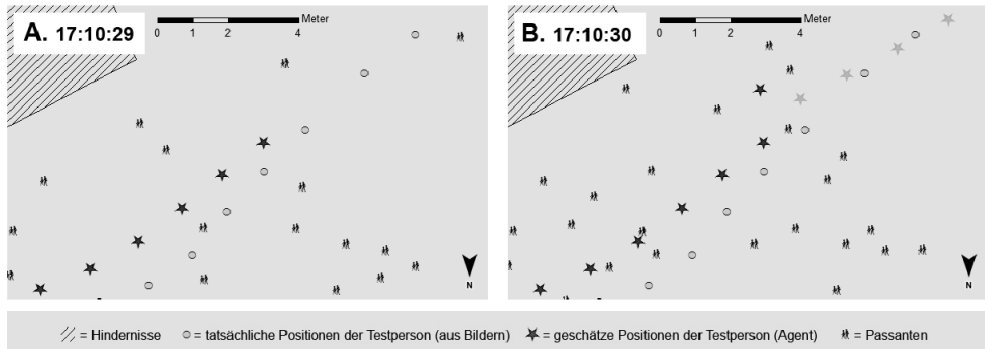 A. 17:10:29
Meter
0 1 2 4
N
B. 17:10:30
Meter
0 1 2 4
N
= Hindernisse = tatsächliche Positionen der Testperson (aus Bildern) = geschätze Positionen der Testperson (Agent) = Passanten